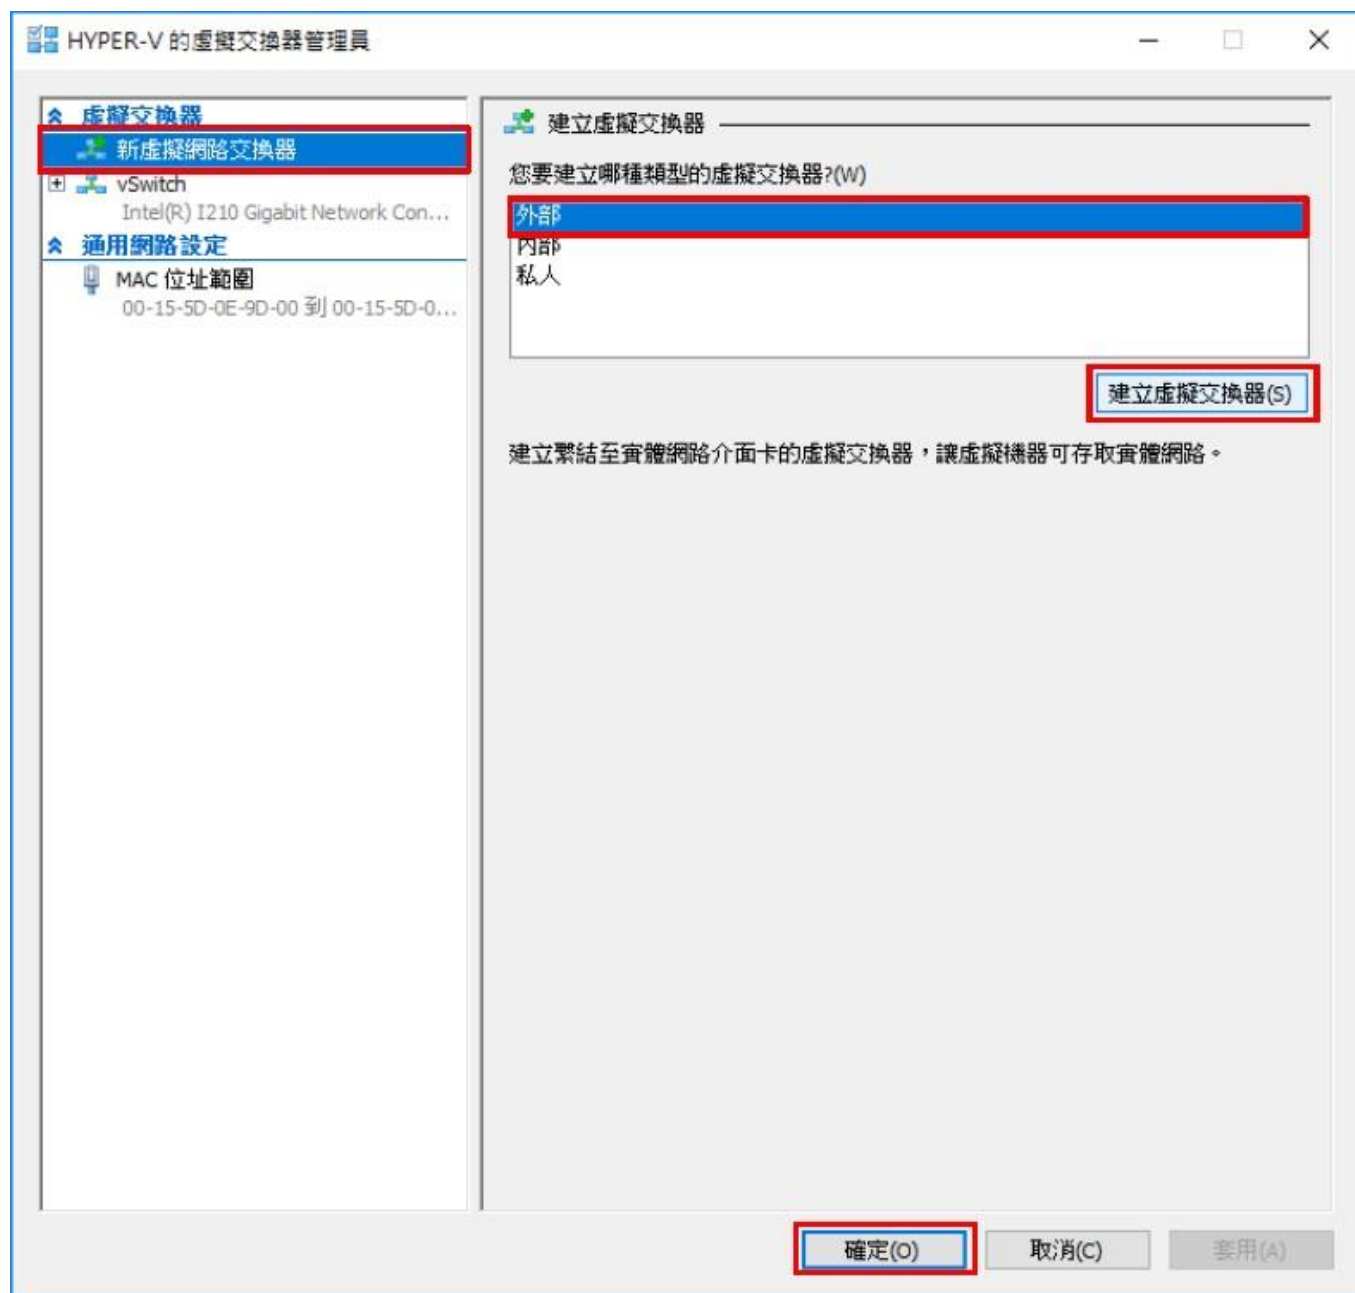 HYPER-V 的虛擬交換器管理員
虛擬交換器
新虛擬網路交換器
vSwitch
Intel(R) I210 Gigabit Network Con...
通用網路設定
MAC 位址範圍
00-15-5D-0E-9D-00 到 00-15-5D-0...
建立虛擬交換器
您要建立哪種類型的虛擬交換器?(W)
外部
內部
私人
建立虛擬交換器(S)
建立繫結至實體網路介面卡的虛擬交換器，讓虛擬機器可存取實體網路。
確定(O)
取消(C)
套用(A)